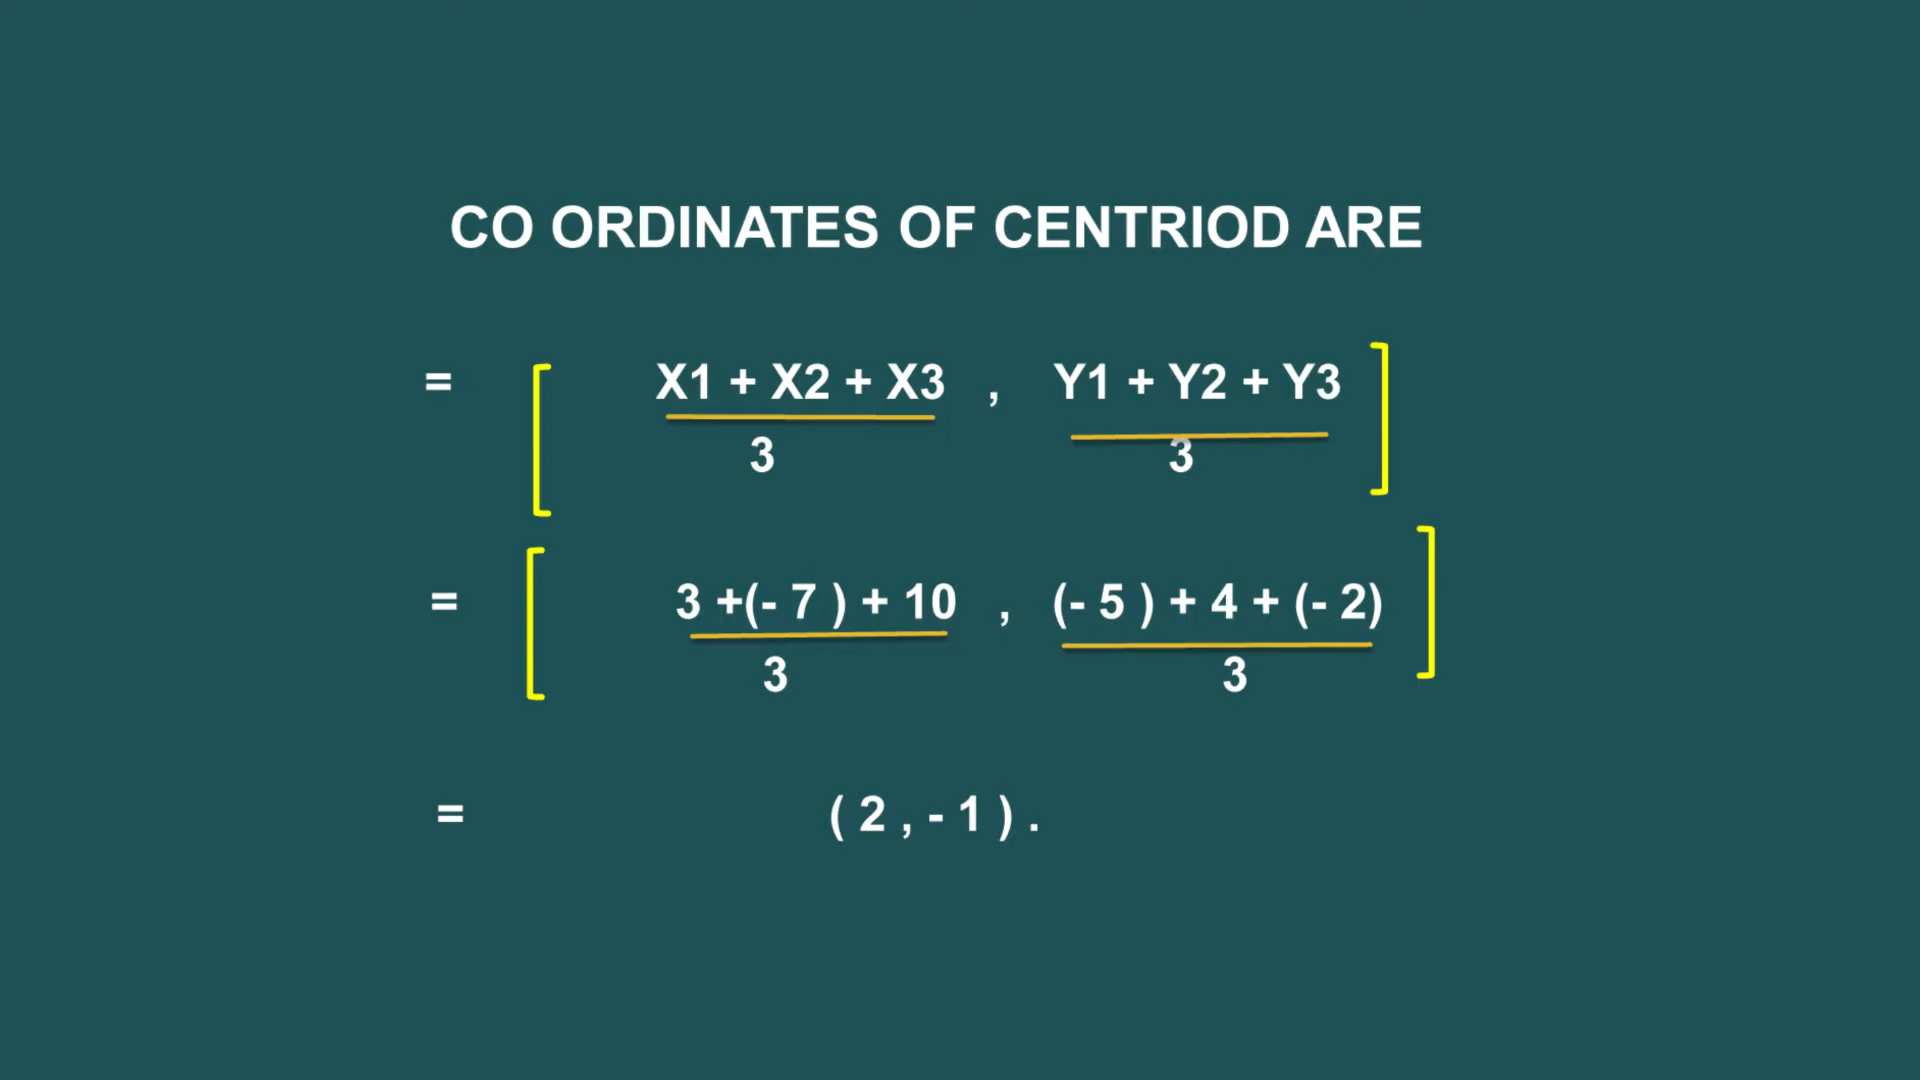 CO ORDINATES OF CENTRIOD ARE
= [ X1 + X2 + X3 , Y1 + Y2 + Y3 ]
3 3
= [ 3 +(- 7 ) + 10 , (- 5 ) + 4 + (- 2) ]
3 3
= ( 2 , - 1 ) .